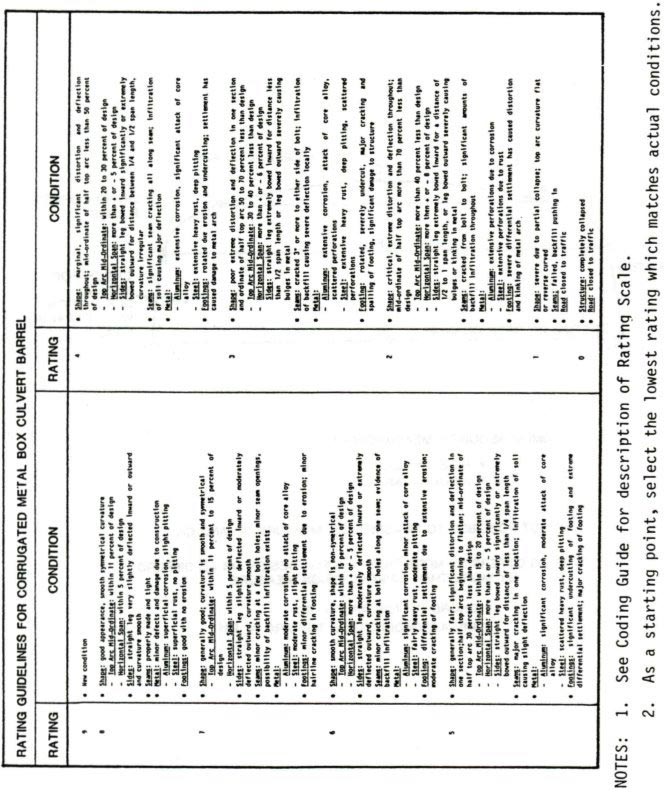 RATING GUIDELINES FOR CORRUGATED METAL BOX CULVERT BARREL
RATING
CONDITION
9
New condition
8
• Shape: good appearance, smooth symmetrical curvature
- Top Arc Mid-Ordinate: within 11 percent of design
- Horizontal Span: within 5 percent of design
• Sides: straight leg very slightly deflected inward or outward
and curvature smooth
• Seams: properly made and tight
• Metal: minor defects and damage due to construction
- Aluminum: superficial corrosion, slight pitting
- Steel: superficial rust, no pitting
• Footings: good with no erosion
7
• Shape: generally good; curvature is smooth and symmetrical
- Top Arc Mid-Ordinate: within 11 percent to 15 percent of
design
- Horizontal Span: within 5 percent of design
• Sides: straight leg slightly deflected inward or moderately
deflected outward, curvature smooth
• Seams: minor cracking at a few bolt holes; minor seam openings,
possibility of backfill infiltration exists
• Metal:
- Aluminum: moderate corrosion, no attack of core alloy
- Steel: moderate rust, slight pitting
• Footings: minor differential settlement due to erosion; minor
hairline cracking in footing
6
• Shape: smooth curvature, shape is non-symetrical
- Top Arc Mid-Ordinate: within 15 percent of design
- Horizontal Span: more than + or - 5 percent of design
• Sides: straight leg moderately deflected inward or extremely
deflected outward, curvature smooth
• Seams: minor cracking at bolt holes along one seam; evidence of
backfill infiltration
• Metal:
- Aluminum: significant corrosion, minor attack of core alloy
- Steel: fairly heavy rust, moderate pitting
• Footings: differential settlement due to extensive erosion;
moderate cracking of footing
5
• Shape: generally fair; significant distortion and deflection in
one section; half top arcs beginning to flatten; mid-ordinate of
half top arc 30 percent less than design
- Top Arc Mid-Ordinate: within 15 to 20 percent of design
- Horizontal Span: more than + or - 5 percent of design
• Sides: straight leg bowed inward significantly or extremely
bowed outward for distance less than 1/4 span length
• Seams: major cracking in one location; infiltration of soil
causing slight deflection
• Metal:
- Aluminum: significant corrosion, moderate attack of core
alloy
- Steel: scattered heavy rust, deep pitting
• Footings: significant undercutting of footing and extreme
differential settlement; major cracking of footing
RATING
CONDITION
4
• Shape: marginal, significant distortion and deflection
throughout; mid-ordinate of half top arc less than 50 percent
of design
- Top Arc Mid-Ordinate: within 20 to 30 percent of design
- Horizontal Span: more than + or - 5 percent of design
• Sides: straight leg bowed inward significantly or extremely
bowed outward for distance between 1/4 and 1/2 span length,
curvature fair
• Seams: significant seam cracking all along seam; infiltration
of soil causing major deflection
• Metal:
- Aluminum: extensive corrosion, significant attack of core
alloy
- Steel: extensive heavy rust, deep pitting
• Footings: rotated due erosion and undercutting; settlement has
caused damage to metal arch
3
• Shape: poor extreme distortion and deflection in one section
and ordinate of half top arc 50 to 70 percent less than design
- Top Arc Mid-Ordinate: 30 to 40 percent less than design
- Horizontal Span: more than + or - 6 percent of design
• Sides: straight leg extremely bowed inward for distance less
than 1/2 span length or leg bowed outward severely causing
bulges in metal
• Seams: crated 3" or more to either side of bolt; infiltration
of backfill causing severe deflection locally
• Metal:
- Aluminum: extensive corrosion, attack of core alloy,
scattered perforations
- Steel: extensive heavy rust, deep pitting, scattered
perforations
• Footing: rotated, severely undercut, major cracking and
spalling of footing, significant damage to structure
2
• Shape: critical, extreme distortion and deflection throughout;
mid-ordinate of half top arc more than 70 percent less than
design
- Top Arc Mid-Ordinate: more than 40 percent less than design
- Horizontal Span: more then + or - 8 percent of design
• Sides: straight leg extremely bowed inward for a distance of
1/2 to 1 span length, or leg bowed outward severely causing
bulges or kinking in metal
• Seams: cracked from bolt to bolt; significant amounts of
backfill infiltration throughout
• Metal:
- Aluminum: extensive perforations due to corrosion
- Steel: extensive perforations due to rust
• Footing: severe differential settlement has caused distortion
and kinking of metal arch
1
• Shape: severe due to partial collapse; top arc curvature flat
or reverse curved
• Seams: failed, backfill pushing in
• Road closed to traffic
0
• Structure: completely collapsed
• Road: closed to traffic
NOTES: 1. See Coding Guide for description of Rating Scale.
2. As a starting point, select the lowest rating which matches actual conditions.